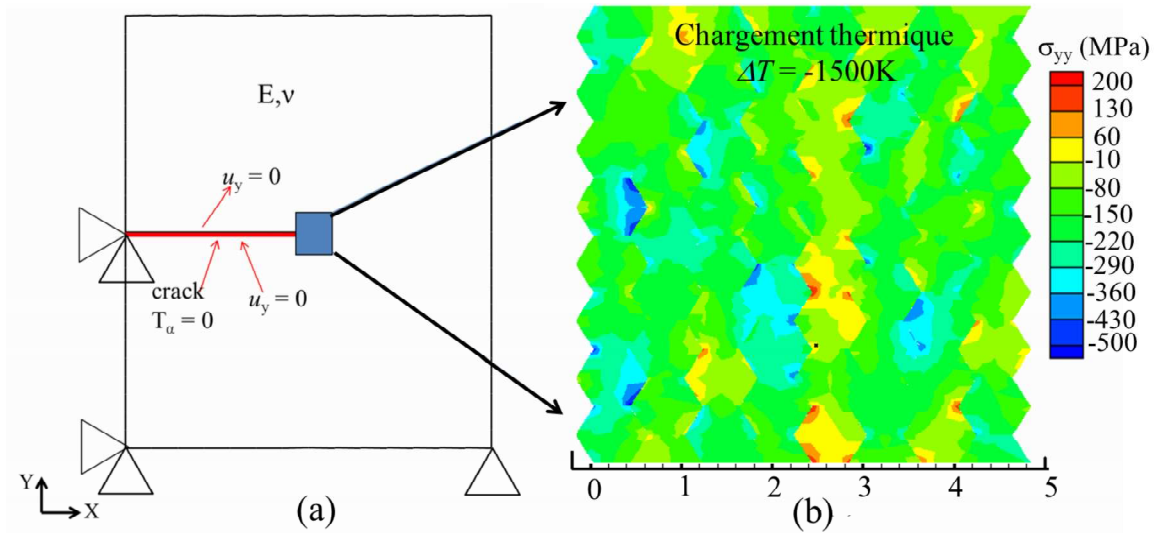 E,ν
u_y = 0
crack
T_α = 0
u_y = 0
Y
X
(a)
Chargement thermique
ΔT = -1500K
σ_yy (MPa)
200
130
60
-10
-80
-150
-220
-290
-360
-430
-500
0 1 2 3 4 5
(b)